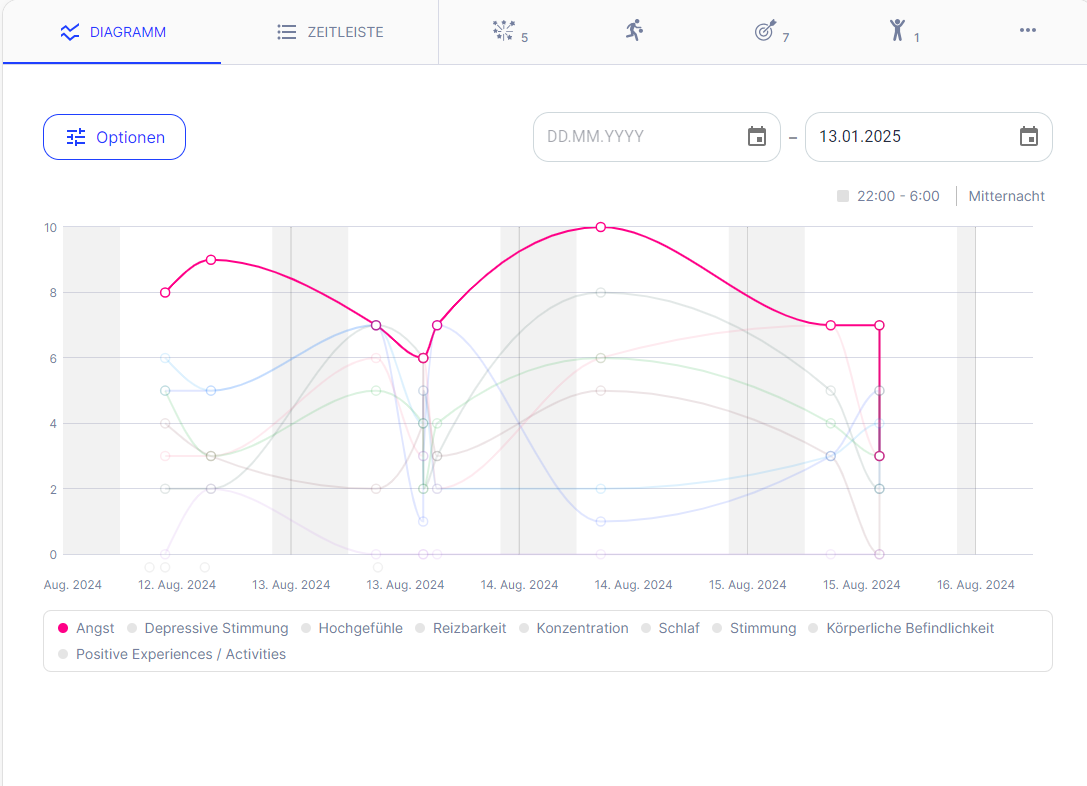 DIAGRAMM ZEITLEISTE 5 7 1
Optionen DD.MM.YYYY – 13.01.2025
22:00 - 6:00 Mitternacht
10
8
6
4
2
0
Aug. 2024 12. Aug. 2024 13. Aug. 2024 13. Aug. 2024 14. Aug. 2024 14. Aug. 2024 15. Aug. 2024 15. Aug. 2024 16. Aug. 2024
Angst Depressive Stimmung Hochgefühle Reizbarkeit Konzentration Schlaf Stimmung Körperliche Befindlichkeit
Positive Experiences / Activities